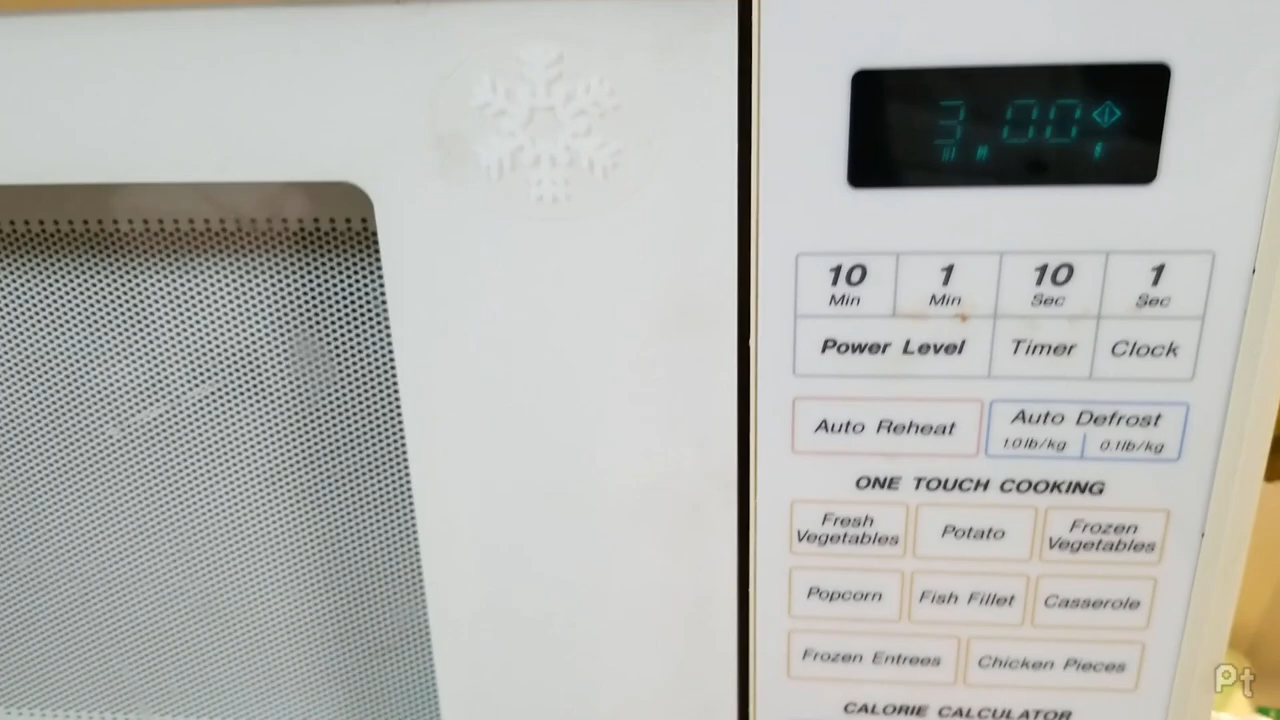 3.00
10 1 10 1
Min Min Sec Sec
Power Level Timer Clock
Auto Reheat
Auto Defrost
1.0lb/kg 0.1lb/kg
ONE TOUCH COOKING
Fresh Vegetables
Potato
Frozen Vegetables
Popcorn Fish Fillet Casserole
Frozen Entrees Chicken Pieces
CALORIE CALCULATOR
Pt